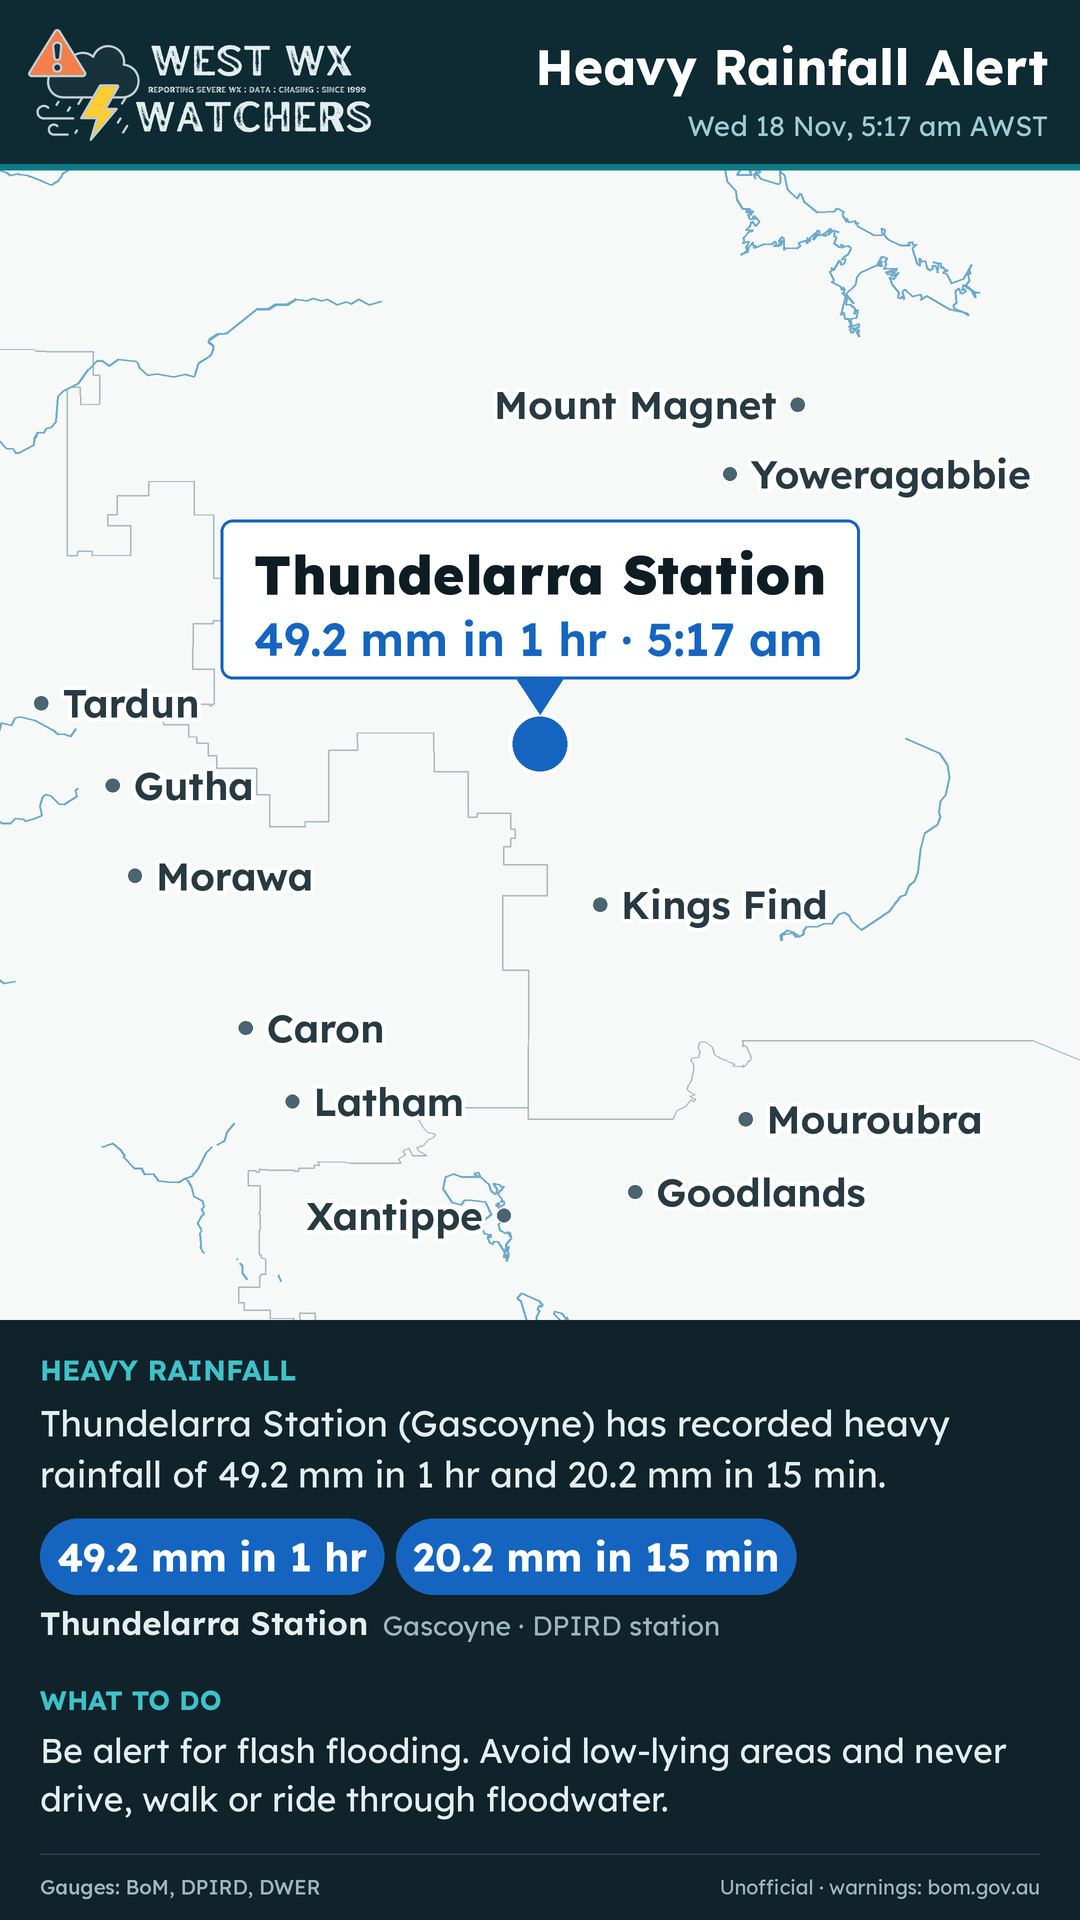 WEST WX
REPORTING SEVERE WX : DATA : CHASING : SINCE 1999
WATCHERS
Heavy Rainfall Alert
Wed 18 Nov, 5:17 am AWST
Mount Magnet
Yoweragabbie
Thundelarra Station
49.2 mm in 1 hr · 5:17 am
Tardun
Gutha
Morawa
Kings Find
Caron
Latham
Mouroubra
Goodlands
Xantippe
HEAVY RAINFALL
Thundelarra Station (Gascoyne) has recorded heavy
rainfall of 49.2 mm in 1 hr and 20.2 mm in 15 min.
49.2 mm in 1 hr
20.2 mm in 15 min
Thundelarra Station Gascoyne · DPIRD station
WHAT TO DO
Be alert for flash flooding. Avoid low-lying areas and never
drive, walk or ride through floodwater.
Gauges: BoM, DPIRD, DWER
Unofficial · warnings: bom.gov.au